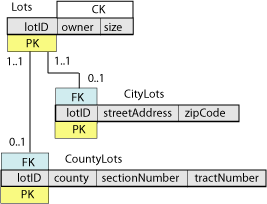 Lots
CK
lotID owner size
PK
1..1
1..1
0..1
CityLots
FK
lotID streetAddress zipCode
PK
0..1
CountyLots
FK
lotID county sectionNumber tractNumber
PK